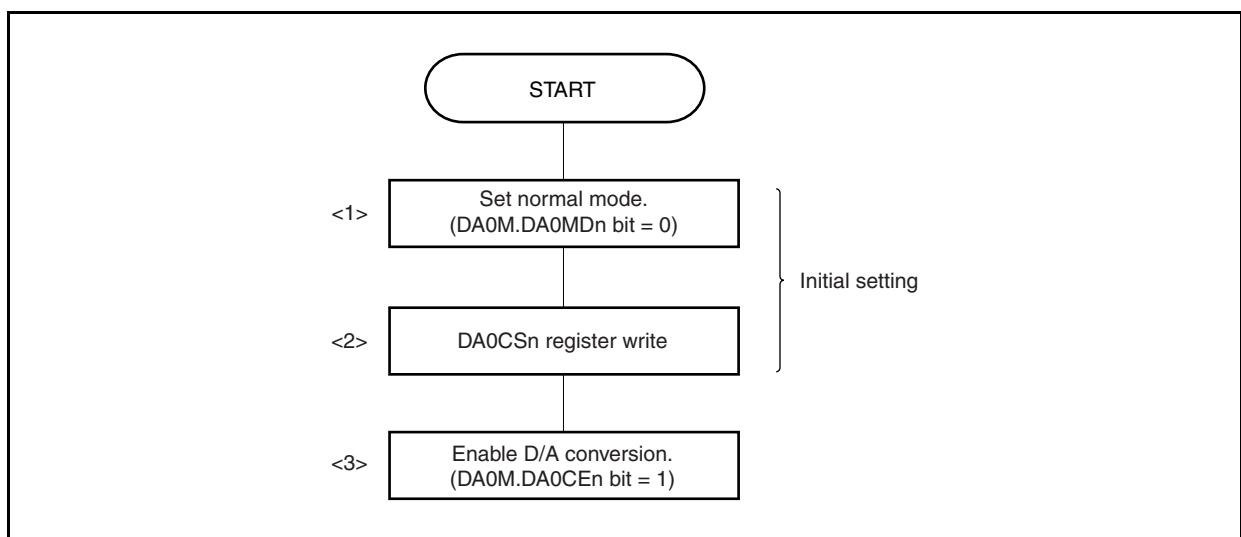 START
<1>
Set normal mode.
(DA0M.DA0MDn bit = 0)
Initial setting
<2>
DA0CSn register write
<3>
Enable D/A conversion.
(DA0M.DA0CEn bit = 1)